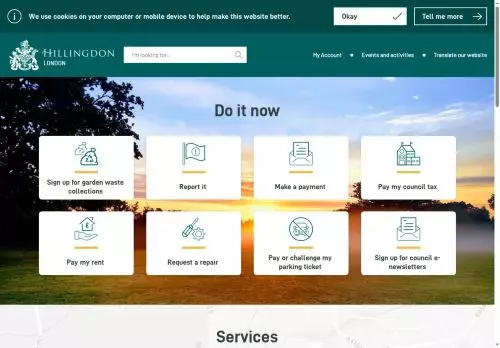 We use cookies on your computer or mobile device to help make this website better.
Okay
Tell me more
HILLINGDON
LONDON
I'm looking for...
My Account
Events and activities
Translate our website
Do it now
Sign up for garden waste
collections
Report it
Make a payment
Pay my council tax
Pay my rent
Request a repair
Pay or challenge my
parking ticket
Sign up for council e-
newsletters
Services